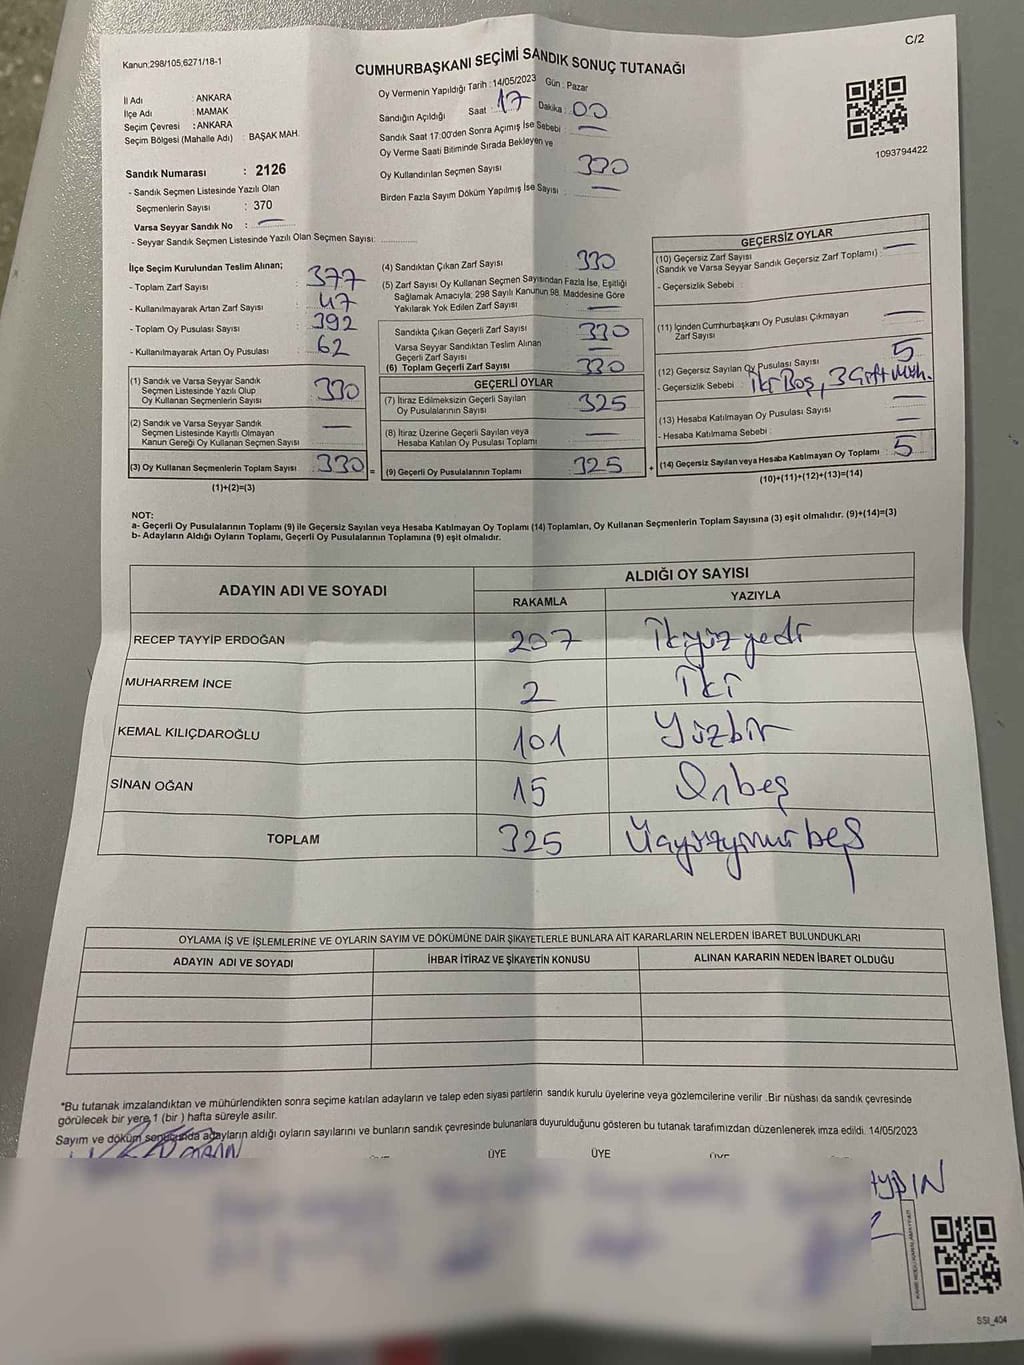 C/2
Kanun:298/105,6271/18-1
CUMHURBAŞKANI SEÇİMİ SANDIK SONUÇ TUTANAĞI
İl Adı : ANKARA
İlçe Adı : MAMAK
Seçim Çevresi : ANKARA
Seçim Bölgesi (Mahalle Adı) : BAŞAK MAH.
Sandık Numarası : 2126
- Sandık Seçmen Listesinde Yazılı Olan
Seçmenlerin Sayısı : 370
Varsa Seyyar Sandık No : —
- Seyyar Sandık Seçmen Listesinde Yazılı Olan Seçmen Sayısı:
Oy Vermenin Yapıldığı Tarih : 14/05/2023 Gün : Pazar
Sandığın Açıldığı Saat : 17 Dakika : 00
Sandık Saat 17:00'den Sonra Açımış İse Sebebi : —
Oy Verme Saati Bitiminde Sırada Bekleyen ve
Oy Kullandırılan Seçmen Sayısı 330
Birden Fazla Sayım Döküm Yapılmış İse Sayısı : —
1093794422
İlçe Seçim Kurulundan Teslim Alınan;
- Toplam Zarf Sayısı : 377
- Kullanılmayarak Artan Zarf Sayısı : 47
- Toplam Oy Pusulası Sayısı : 392
- Kullanılmayarak Artan Oy Pusulası : 62
(1) Sandık ve Varsa Seyyar Sandık
Seçmen Listesinde Yazılı Olup
Oy Kullanan Seçmenlerin Sayısı : 330
(2) Sandık ve Varsa Seyyar Sandık
Seçmen Listesinde Kayıtlı Olmayan
Kanun Gereği Oy Kullanan Seçmen Sayısı : —
(3) Oy Kullanan Seçmenlerin Toplam Sayısı : 330 =
(1)+(2)=(3)
(4) Sandıktan Çıkan Zarf Sayısı 330
(5) Zarf Sayısı Oy Kullanan Seçmen Sayısından Fazla İse, Eşitliği
Sağlamak Amacıyla; 298 Sayılı Kanunun 98. Maddesine Göre
Yakılarak Yok Edilen Zarf Sayısı : —
Sandıkta Çıkan Geçerli Zarf Sayısı : 330
Varsa Seyyar Sandıktan Teslim Alınan
Geçerli Zarf Sayısı : —
(6) Toplam Geçerli Zarf Sayısı : 330
GEÇERLİ OYLAR
(7) İtiraz Edilmeksizin Geçerli Sayılan
Oy Pusulalarının Sayısı : 325
(8) İtiraz Üzerine Geçerli Sayılan veya
Hesaba Katılan Oy Pusulası Toplamı : —
(9) Geçerli Oy Pusulalarının Toplamı : 325 +
GEÇERSİZ OYLAR
(10) Geçersiz Zarf Sayısı
(Sandık ve Varsa Seyyar Sandık Geçersiz Zarf Toplamı) : —
- Geçersizlik Sebebi :
(11) İçinden Cumhurbaşkanı Oy Pusulası Çıkmayan
Zarf Sayısı : —
(12) Geçersiz Sayılan Oy Pusulası Sayısı : 5
- Geçersizlik Sebebi : İki Boş, 3 Çift Müh.
(13) Hesaba Katılmayan Oy Pusulası Sayısı : —
- Hesaba Katılmama Sebebi : —
(14) Geçersiz Sayılan veya Hesaba Katılmayan Oy Toplamı : 5
(10)+(11)+(12)+(13)=(14)
NOT:
a- Geçerli Oy Pusulalarının Toplamı (9) ile Geçersiz Sayılan veya Hesaba Katılmayan Oy Toplamı (14) Toplamları, Oy Kullanan Seçmenlerin Toplam Sayısına (3) eşit olmalıdır. (9)+(14)=(3)
b- Adayların Aldığı Oyların Toplamı, Geçerli Oy Pusulalarının Toplamına (9) eşit olmalıdır.
ADAYIN ADI VE SOYADI ALDIĞI OY SAYISI
RAKAMLA YAZIYLA
RECEP TAYYİP ERDOĞAN 207 İkiyüzyedi
MUHARREM İNCE 2 İki
KEMAL KILIÇDAROĞLU 101 Yüzbir
SİNAN OĞAN 15 Onbeş
TOPLAM 325 Üçyüzyirmi beş
OYLAMA İŞ VE İŞLEMLERİNE VE OYLARIN SAYIM VE DÖKÜMÜNE DAİR ŞİKAYETLERLE BUNLARA AİT KARARLARIN NELERDEN İBARET BULUNDUKLARI
ADAYIN ADI VE SOYADI İHBAR İTİRAZ VE ŞİKAYETİN KONUSU ALINAN KARARIN NEDEN İBARET OLDUĞU
*Bu tutanak imzalandıktan ve mühürlendikten sonra seçime katılan adayların ve talep eden siyasi partilerin sandık kurulu üyelerine veya gözlemcilerine verilir .Bir nüshası da sandık çevresinde
görülecek bir yere 1 (bir ) hafta süreyle asılır.
Sayım ve döküm sonucunda adayların aldığı oyların sayılarını ve bunların sandık çevresinde bulunanlara duyurulduğunu gösteren bu tutanak tarafımızdan düzenlenerek imza edildi. 14/05/2023
ÜYE ÜYE
SSI_404